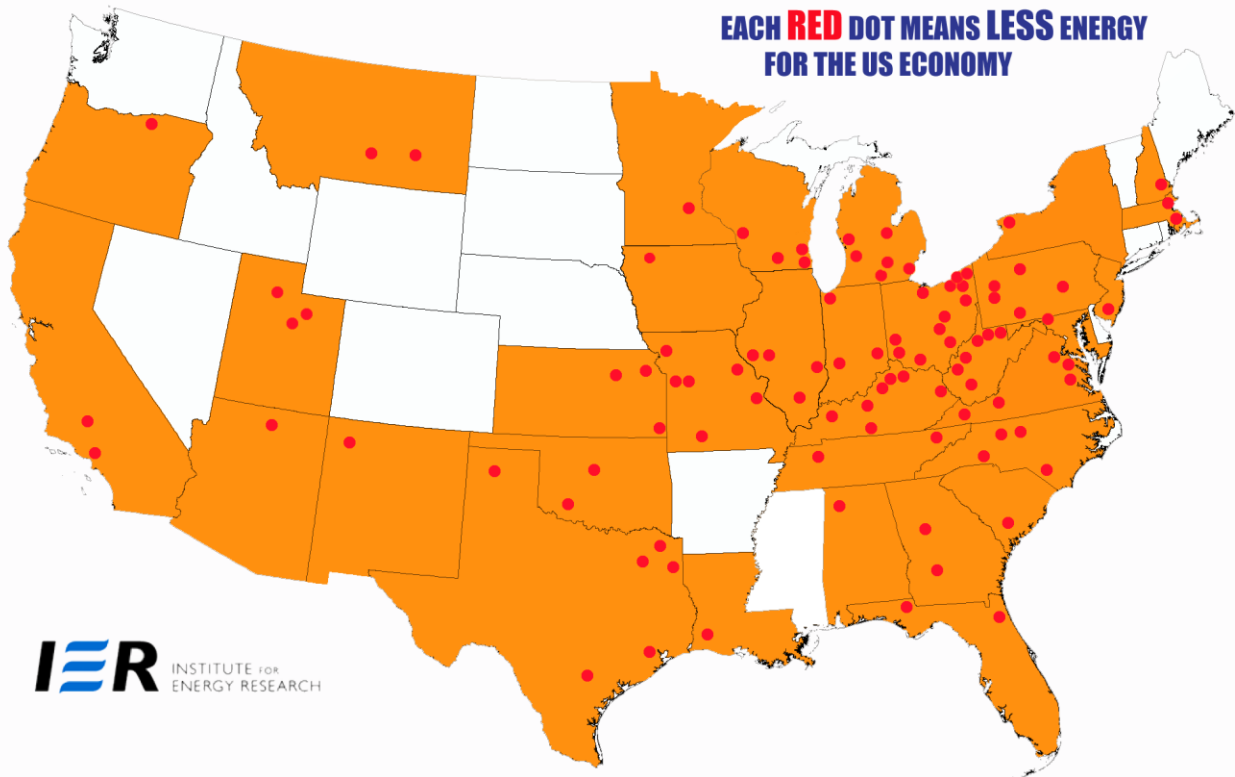 EACH RED DOT MEANS LESS ENERGY
FOR THE US ECONOMY
IER INSTITUTE FOR
ENERGY RESEARCH